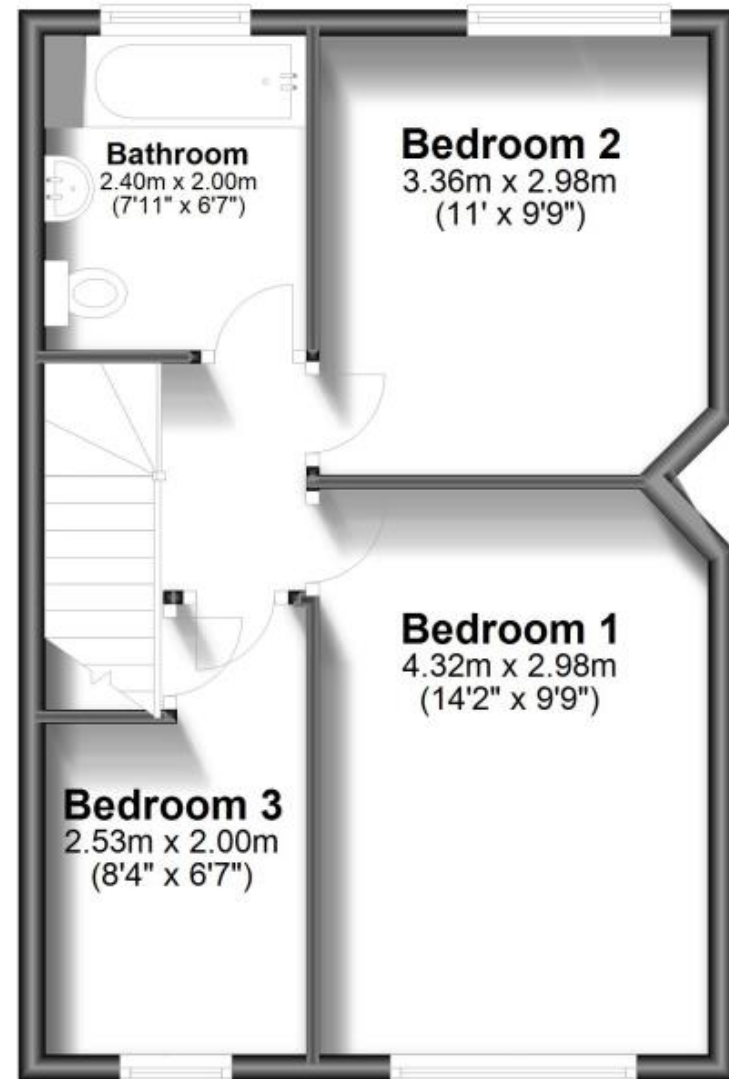 Bathroom
2.40m x 2.00m
(7'11" x 6'7")
Bedroom 2
3.36m x 2.98m
(11' x 9'9")
Bedroom 1
4.32m x 2.98m
(14'2" x 9'9")
Bedroom 3
2.53m x 2.00m
(8'4" x 6'7")